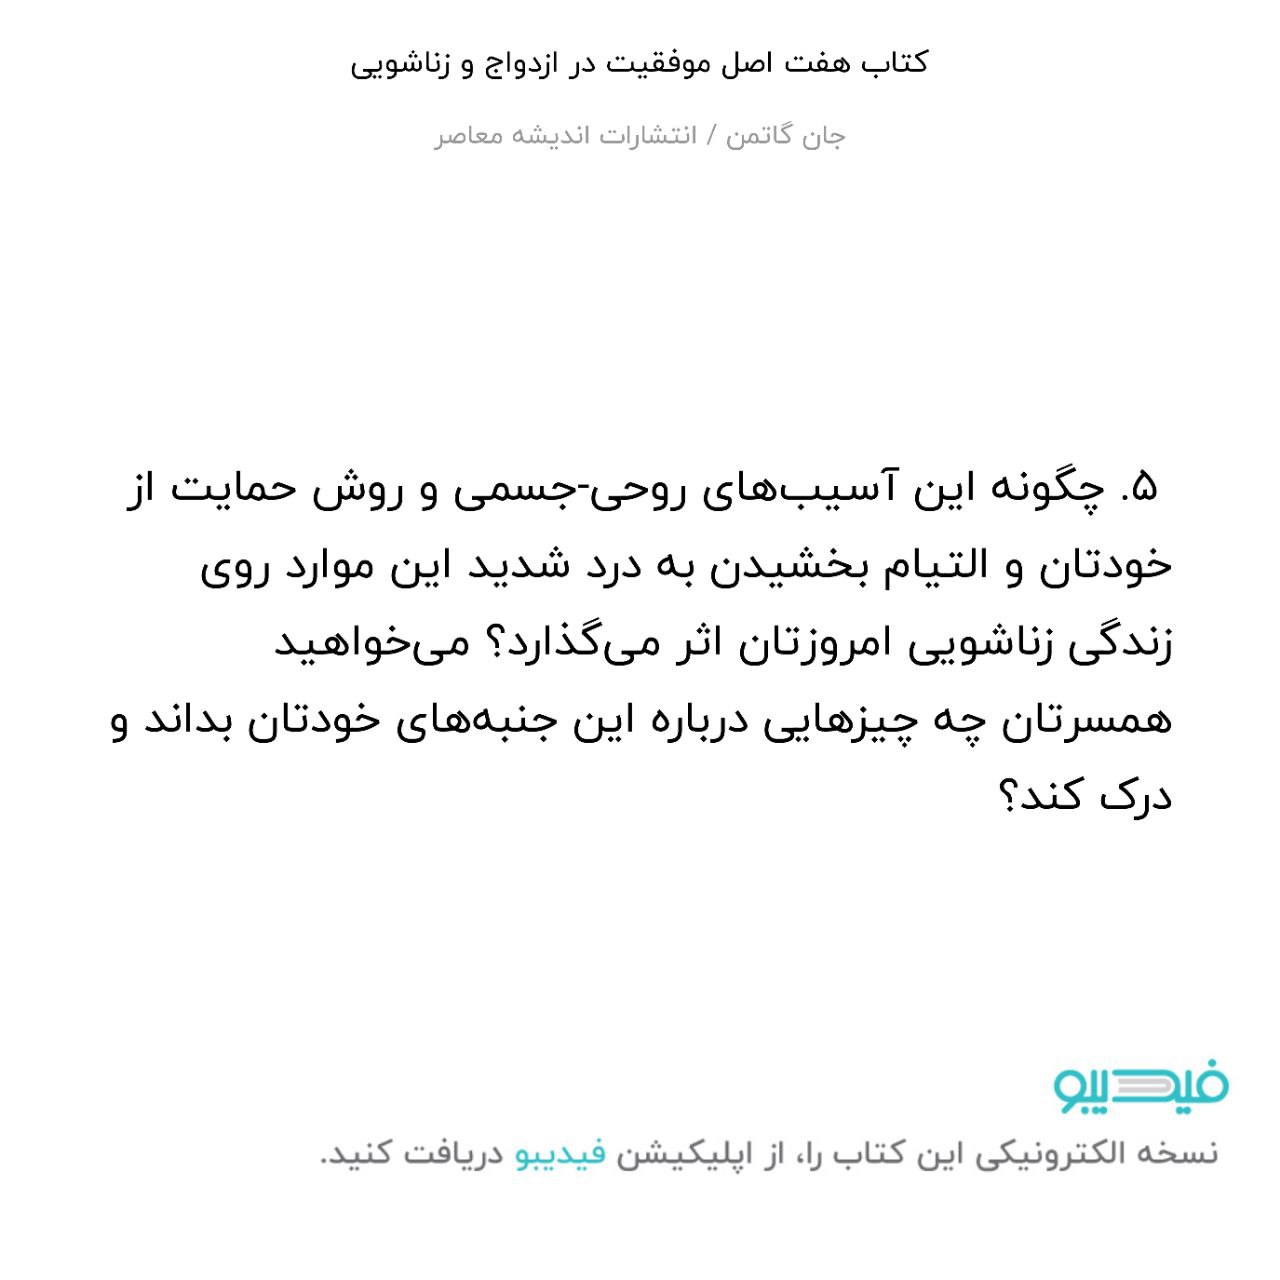 کتاب هفت اصل موفقیت در ازدواج و زناشویی
جان گاتمن / انتشارات اندیشه معاصر
۵. چگونه این آسیب‌های روحی-جسمی و روش حمایت از
خودتان و التیام بخشیدن به درد شدید این موارد روی
زندگی زناشویی امروزتان اثر می‌گذارد؟ می‌خواهید
همسرتان چه چیزهایی درباره این جنبه‌های خودتان بداند و
درک کند؟
فیدیبو
نسخه الکترونیکی این کتاب را، از اپلیکیشن فیدیبو دریافت کنید.